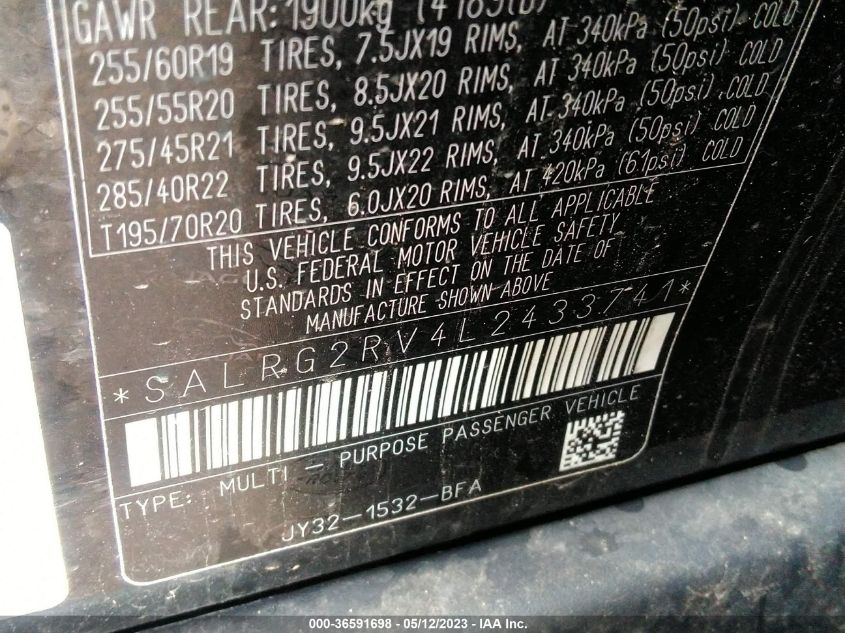 GAWR REAR: 1900kg (4189lb)
255/60R19 TIRES, 7.5JX19 RIMS, AT 340kPa (50psi) COLD
255/55R20 TIRES, 8.5JX20 RIMS, AT 340kPa (50psi) COLD
275/45R21 TIRES, 9.5JX21 RIMS, AT 340kPa (50psi) COLD
285/40R22 TIRES, 9.5JX22 RIMS, AT 340kPa (50psi) COLD
T195/70R20 TIRES, 6.0JX20 RIMS, AT 420kPa (61psi) COLD
THIS VEHICLE CONFORMS TO ALL APPLICABLE
U.S. FEDERAL MOTOR VEHICLE SAFETY
STANDARDS IN EFFECT ON THE DATE OF
MANUFACTURE SHOWN ABOVE
*SALRG2RV4L2433741*
TYPE: MULTI - PURPOSE PASSENGER VEHICLE
JY32-1532-BFA
000-36591698 - 05/12/2023 - IAA Inc.